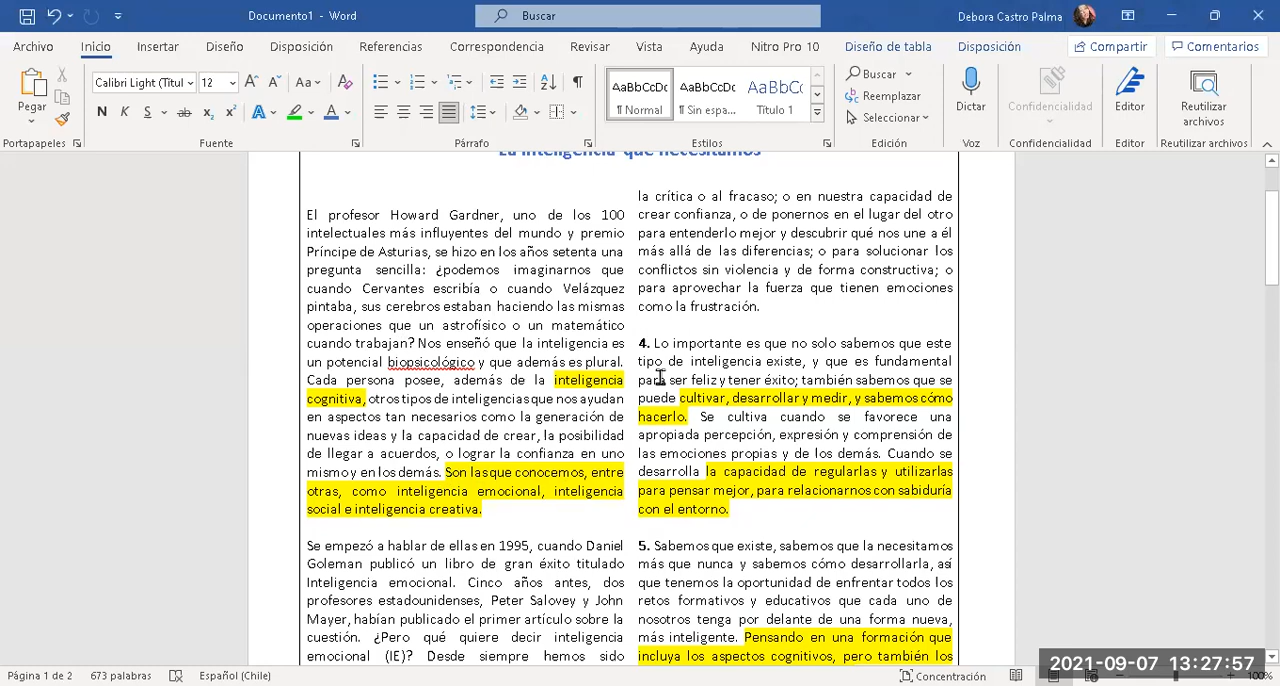 Documento1 - Word
Buscar
Debora Castro Palma
Archivo
Inicio
Insertar
Diseño
Disposición
Referencias
Correspondencia
Revisar
Vista
Ayuda
Nitro Pro 10
Diseño de tabla
Disposición
Compartir
Comentarios
Pegar
Calibri Light (Títul
12
Portapapeles
Fuente
Párrafo
AaBbCcDc
¶ Normal
AaBbCcDc
¶ Sin espa...
AaBbCc
Título 1
Estilos
Buscar
Reemplazar
Seleccionar
Edición
Dictar
Voz
Confidencialidad
Confidencialidad
Editor
Editor
Reutilizar
archivos
Reutilizar archivos
La inteligencia que necesitamos
El profesor Howard Gardner, uno de los 100
intelectuales más influyentes del mundo y premio
Príncipe de Asturias, se hizo en los años setenta una
pregunta sencilla: ¿podemos imaginarnos que
cuando Cervantes escribía o cuando Velázquez
pintaba, sus cerebros estaban haciendo las mismas
operaciones que un astrofísico o un matemático
cuando trabajan? Nos enseñó que la inteligencia es
un potencial biopsicológico y que además es plural.
Cada persona posee, además de la inteligencia
cognitiva, otros tipos de inteligencias que nos ayudan
en aspectos tan necesarios como la generación de
nuevas ideas y la capacidad de crear, la posibilidad
de llegar a acuerdos, o lograr la confianza en uno
mismo y en los demás. Son las que conocemos, entre
otras, como inteligencia emocional, inteligencia
social e inteligencia creativa.
Se empezó a hablar de ellas en 1995, cuando Daniel
Goleman publicó un libro de gran éxito titulado
Inteligencia emocional. Cinco años antes, dos
profesores estadounidenses, Peter Salovey y John
Mayer, habían publicado el primer artículo sobre la
cuestión. ¿Pero qué quiere decir inteligencia
emocional (IE)? Desde siempre hemos sido
la crítica o al fracaso; o en nuestra capacidad de
crear confianza, o de ponernos en el lugar del otro
para entenderlo mejor y descubrir qué nos une a él
más allá de las diferencias; o para solucionar los
conflictos sin violencia y de forma constructiva; o
para aprovechar la fuerza que tienen emociones
como la frustración.
4. Lo importante es que no solo sabemos que este
tipo de inteligencia existe, y que es fundamental
para ser feliz y tener éxito; también sabemos que se
puede cultivar, desarrollar y medir, y sabemos cómo
hacerlo. Se cultiva cuando se favorece una
apropiada percepción, expresión y comprensión de
las emociones propias y de los demás. Cuando se
desarrolla la capacidad de regularlas y utilizarlas
para pensar mejor, para relacionarnos con sabiduría
con el entorno.
5. Sabemos que existe, sabemos que la necesitamos
más que nunca y sabemos cómo desarrollarla, así
que tenemos la oportunidad de enfrentar todos los
retos formativos y educativos que cada uno de
nosotros tenga por delante de una forma nueva,
más inteligente. Pensando en una formación que
incluya los aspectos cognitivos, pero también los
2021-09-07 13:27:57
Página 1 de 2
673 palabras
Español (Chile)
Concentración
100%